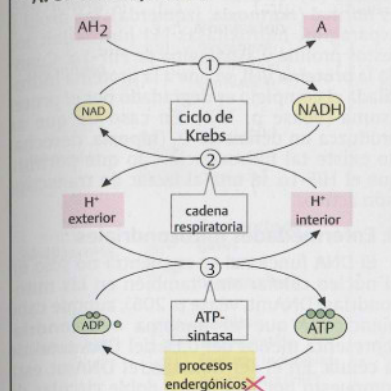 AH2
A
1
NAD
NADH
ciclo de
Krebs
2
H+
exterior
cadena
respiratoria
H+
interior
3
ADP
ATP-
sintasa
ATP
procesos
endergónicos